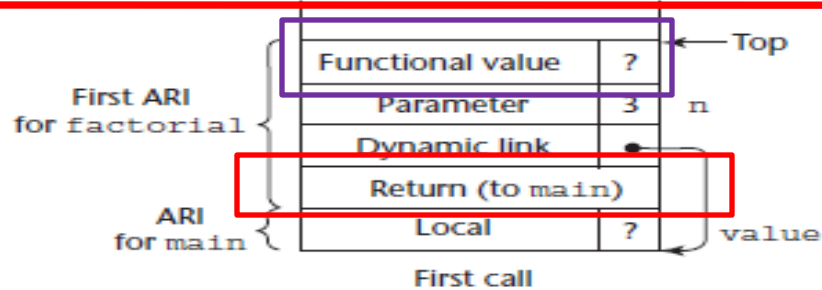 Top
Functional value ?
First ARI
for factorial
Parameter 3 n
Dynamic link
Return (to main)
ARI
for main
Local ? value
First call